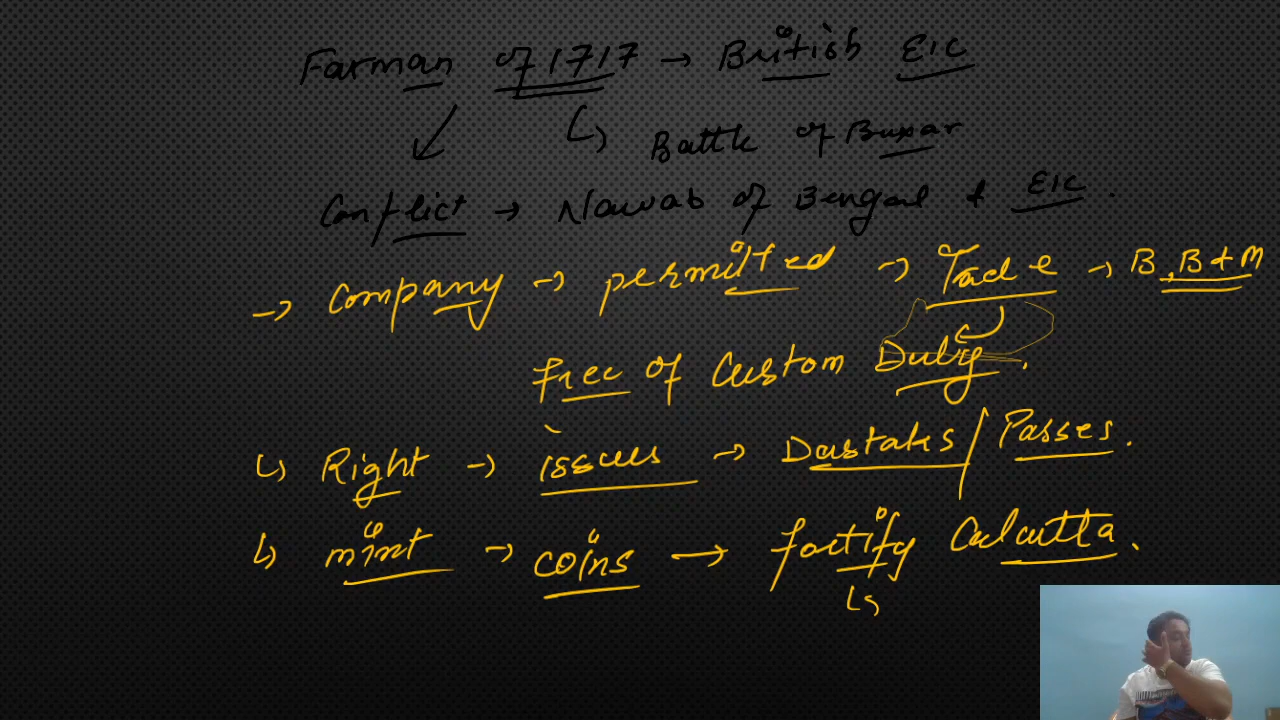 Farman of 1717 → British EIC
↳ Battle of Buxar
Conflict → Nawab of Bengal & EIC.
→ Company → permitted → Trade → B, B & M
free of Custom Duty.
↳ Right → issues → Dastaks/Passes.
↳ mint → coins → fortify Calcutta.